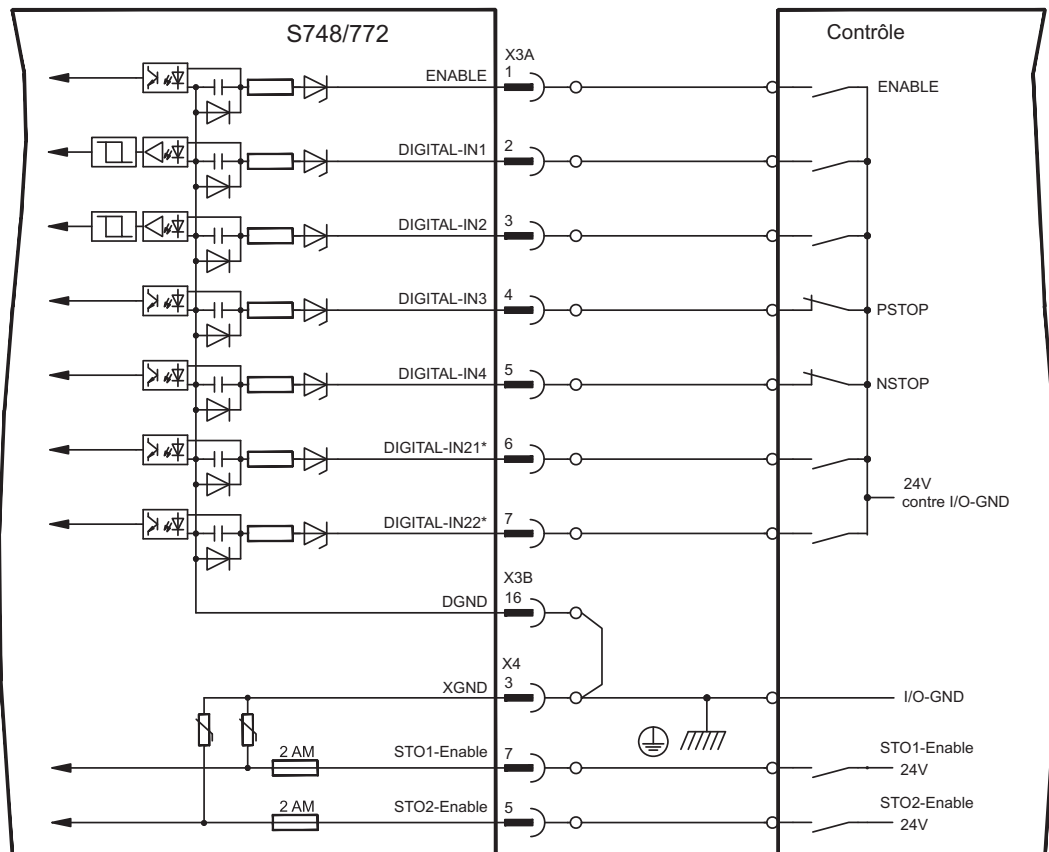 S748/772
Contrôle
X3A
ENABLE
1
ENABLE
DIGITAL-IN1
2
DIGITAL-IN2
3
DIGITAL-IN3
4
PSTOP
DIGITAL-IN4
5
NSTOP
DIGITAL-IN21*
6
24V
contre I/O-GND
DIGITAL-IN22*
7
X3B
DGND
16
X4
XGND
3
I/O-GND
2 AM
STO1-Enable
7
STO1-Enable
24V
2 AM
STO2-Enable
5
STO2-Enable
24V